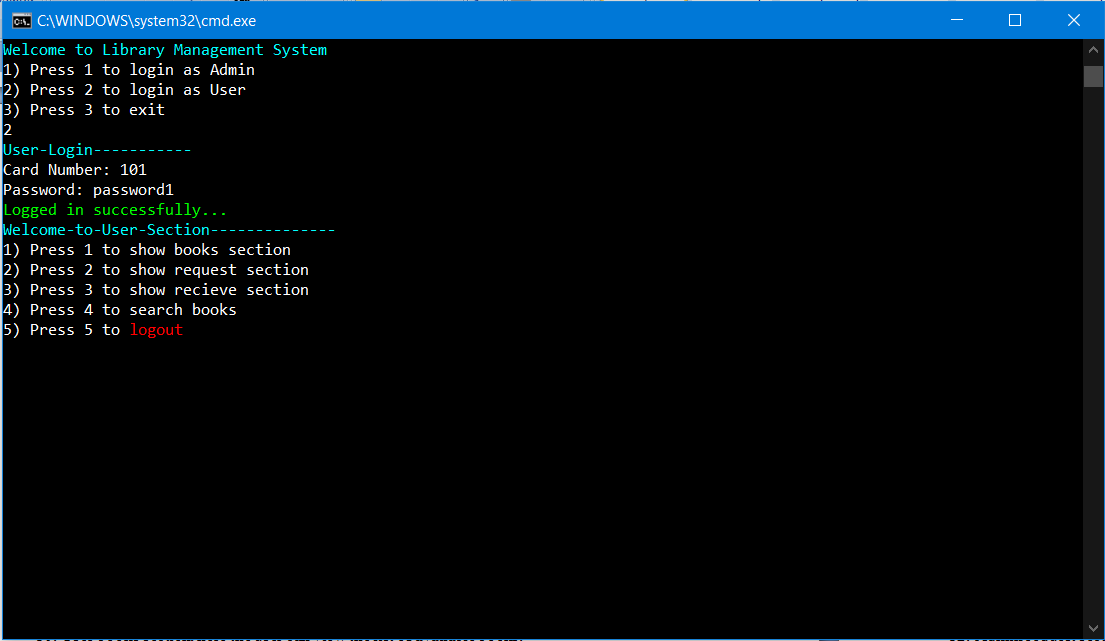 C:\WINDOWS\system32\cmd.exe
Welcome to Library Management System
1) Press 1 to login as Admin
2) Press 2 to login as User
3) Press 3 to exit
2
User-Login-----------
Card Number: 101
Password: password1
Logged in successfully...
Welcome-to-User-Section--------------
1) Press 1 to show books section
2) Press 2 to show request section
3) Press 3 to show recieve section
4) Press 4 to search books
5) Press 5 to logout